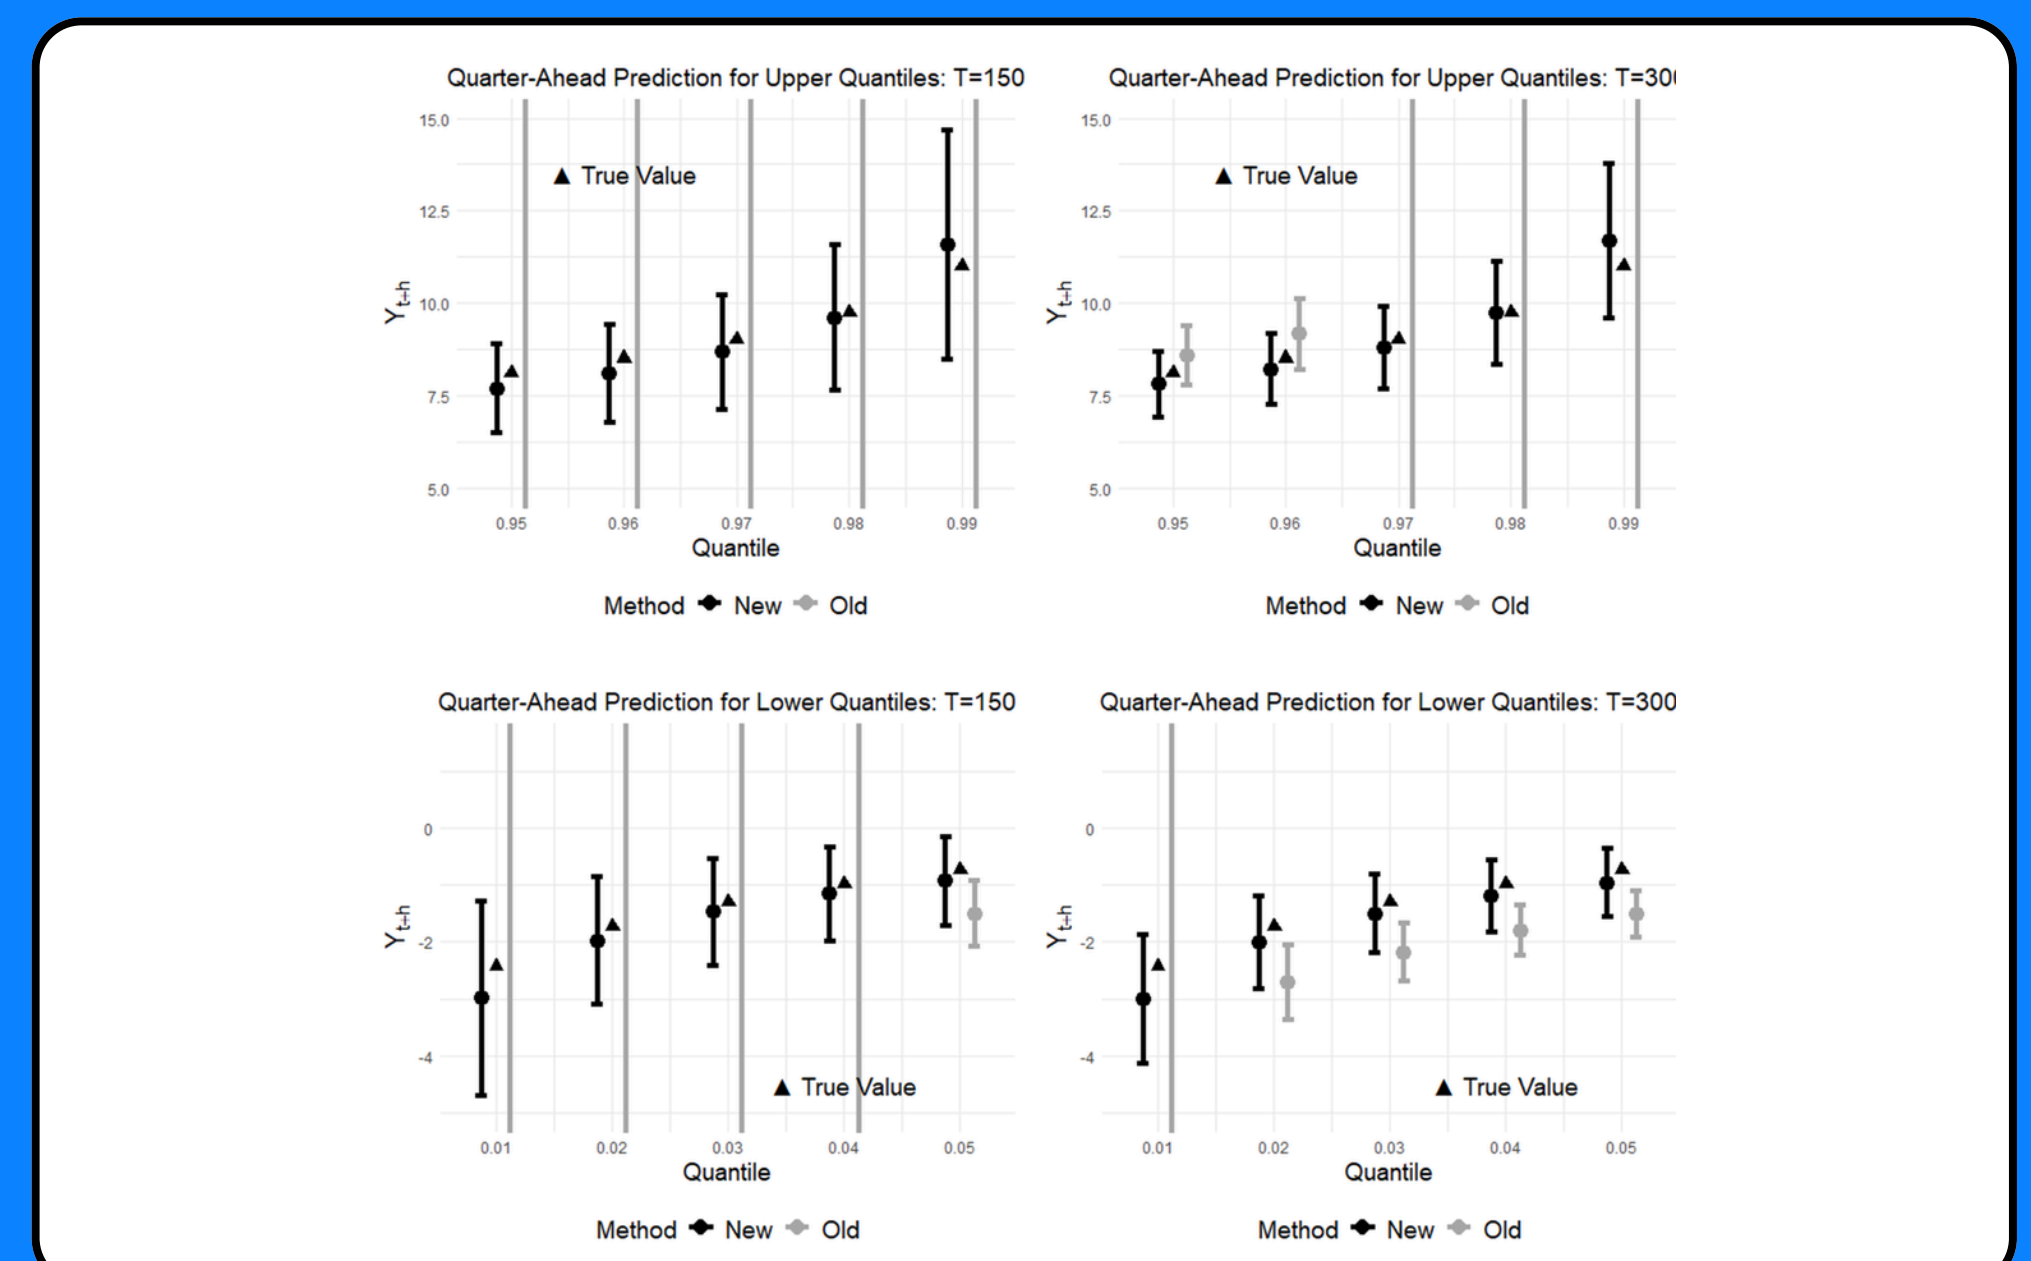 Quarter-Ahead Prediction for Upper Quantiles: T=150
15.0
▲ True Value
12.5
10.0
7.5
5.0
Y t+h
0.95 0.96 0.97 0.98 0.99
Quantile
Method New Old
Quarter-Ahead Prediction for Upper Quantiles: T=30
15.0
▲ True Value
12.5
10.0
7.5
5.0
Y t+h
0.95 0.96 0.97 0.98 0.99
Quantile
Method New Old
Quarter-Ahead Prediction for Lower Quantiles: T=150
0
-2
-4
Y t+h
▲ True Value
0.01 0.02 0.03 0.04 0.05
Quantile
Method New Old
Quarter-Ahead Prediction for Lower Quantiles: T=300
0
-2
-4
Y t+h
▲ True Value
0.01 0.02 0.03 0.04 0.05
Quantile
Method New Old